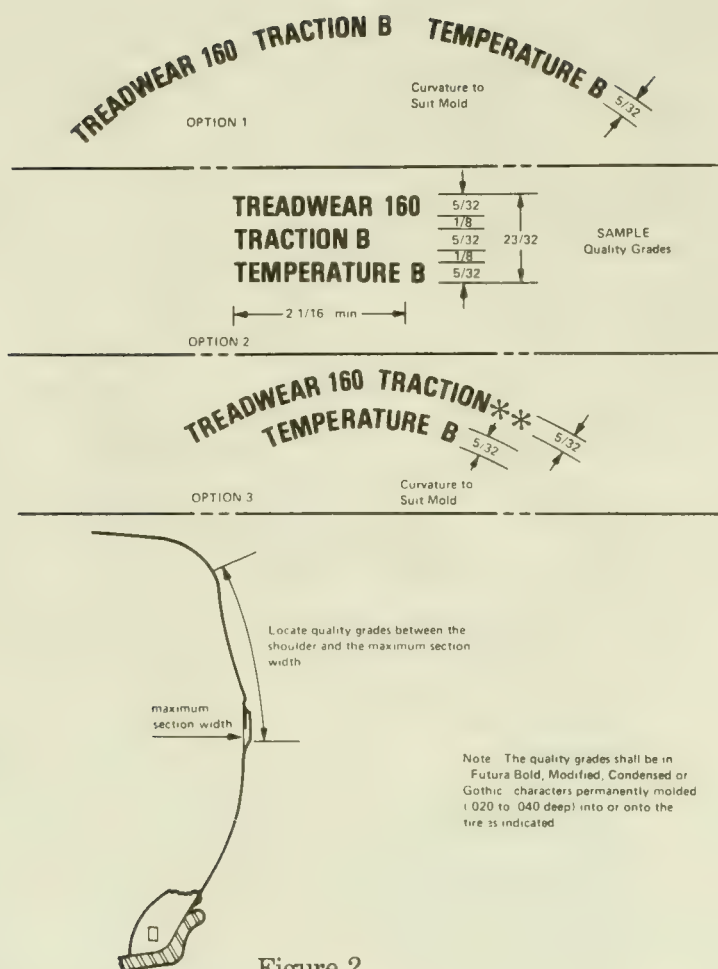 TREADWEAR 160 TRACTION B TEMPERATURE B
5/32
Curvature to
Suit Mold
OPTION 1
TREADWEAR 160
TRACTION B
TEMPERATURE B
5/32
1/8
5/32
1/8
5/32
23/32
SAMPLE
Quality Grades
2 1/16 min
OPTION 2
TREADWEAR 160 TRACTION**
TEMPERATURE B
5/32
5/32
Curvature to
Suit Mold
OPTION 3
Locate quality grades between the
shoulder and the maximum section
width
maximum
section width
Note The quality grades shall be in
Futura Bold, Modified, Condensed or
Gothic characters permanently molded
(.020 to .040 deep) into or onto the
tire as indicated
Figure 2